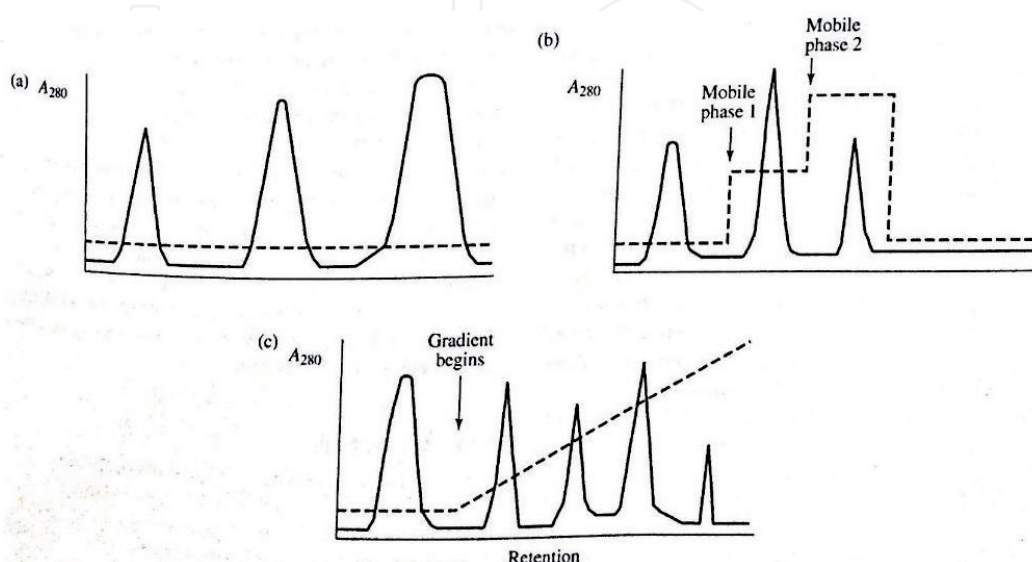 (a) A280
(b) A280
Mobile
phase 1
Mobile
phase 2
(c) A280
Gradient
begins
Retention